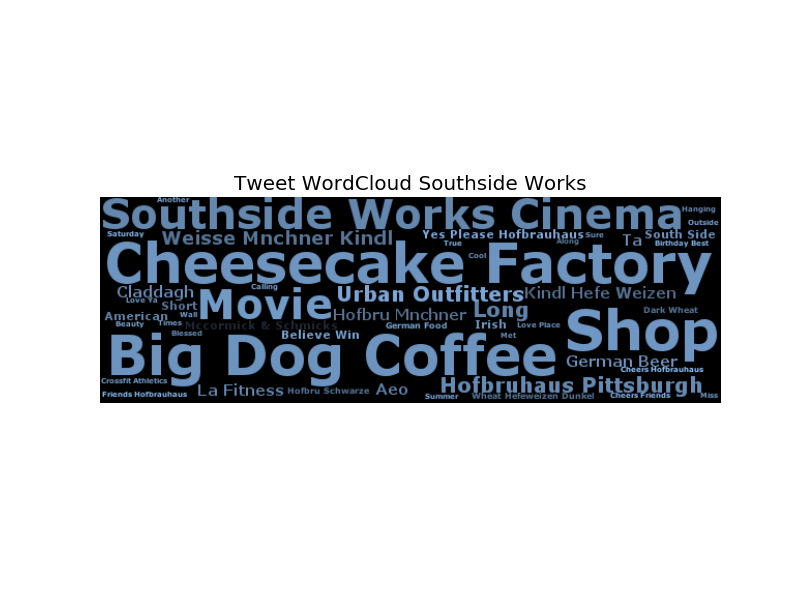 Tweet WordCloud Southside Works
Another
Southside Works Cinema
Hanging
Outside
Saturday
Weisse Mnchner Kindl
Yes Please Hofbrauhaus
Sure
Ta
South Side
True
Along
Birthday Best
Cheesecake Factory
Cool
Claddagh
Calling
Love Ya
Movie
Urban Outfitters
Kindl Hefe Weizen
Short
Wall
American
Hofbru Mnchner
Long
Dark Wheat
Beauty
Times
Mccormick & Schmicks
German Food
Irish
Love Place
Shop
Blessed
Believe Win
Met
Big Dog Coffee
German Beer
Cheers Hofbrauhaus
Crossfit Athletics
La Fitness
Hofbru Schwarze
Aeo
Hofbruhaus Pittsburgh
Friends Hofbrauhaus
Summer
Wheat Hefeweizen Dunkel
Cheers Friends
Miss